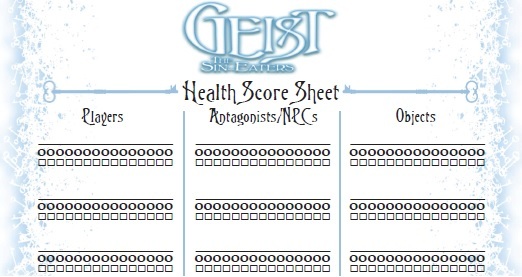 GEIST
THE
SIN-EATERS
Health Score Sheet
Players
Antagonists/NPCs
Objects